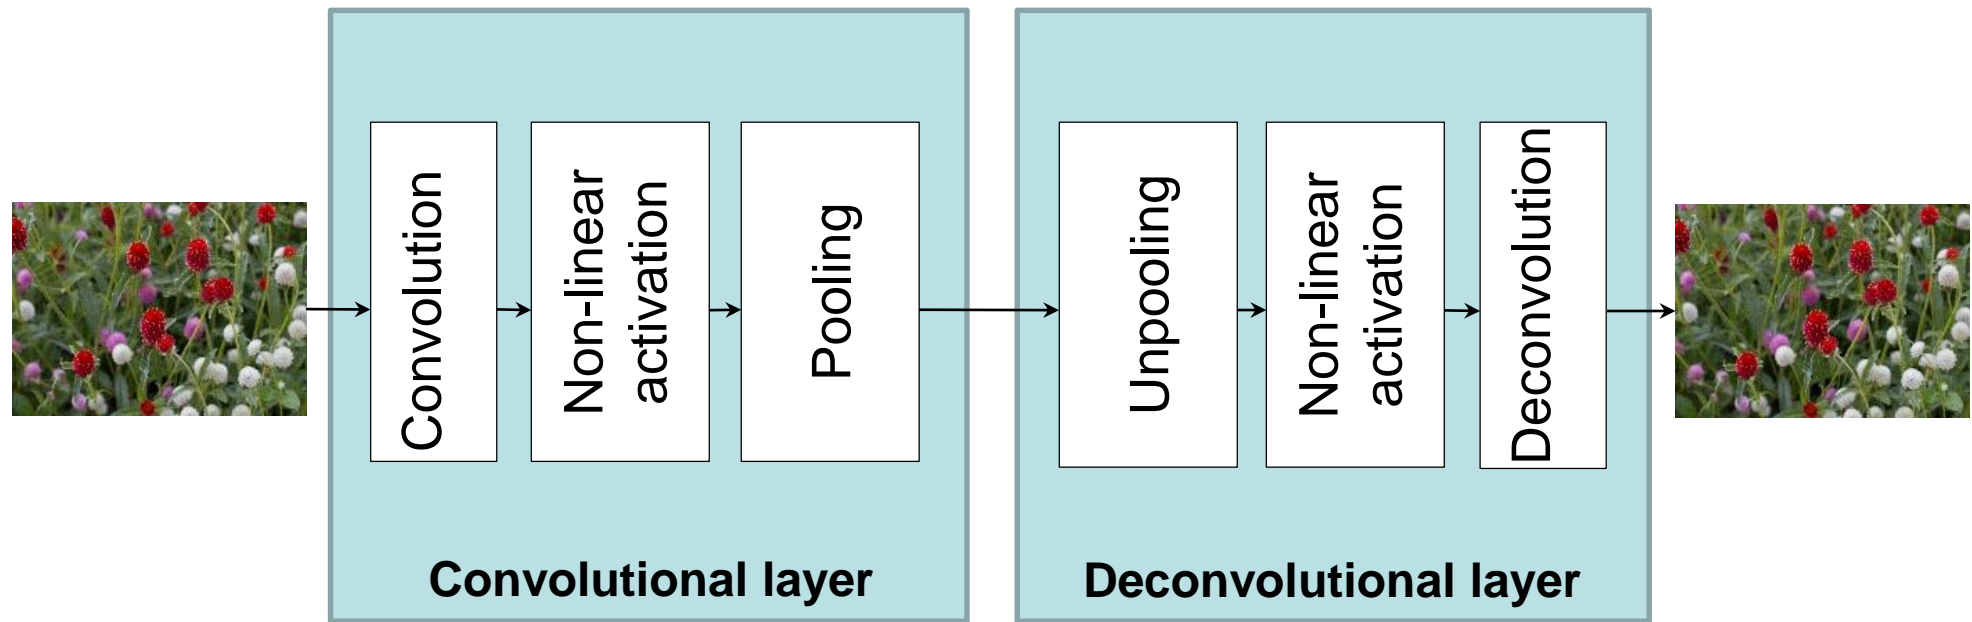 Convolution
Non-linear
activation
Pooling
Convolutional layer
Unpooling
Non-linear
activation
Deconvolution
Deconvolutional layer